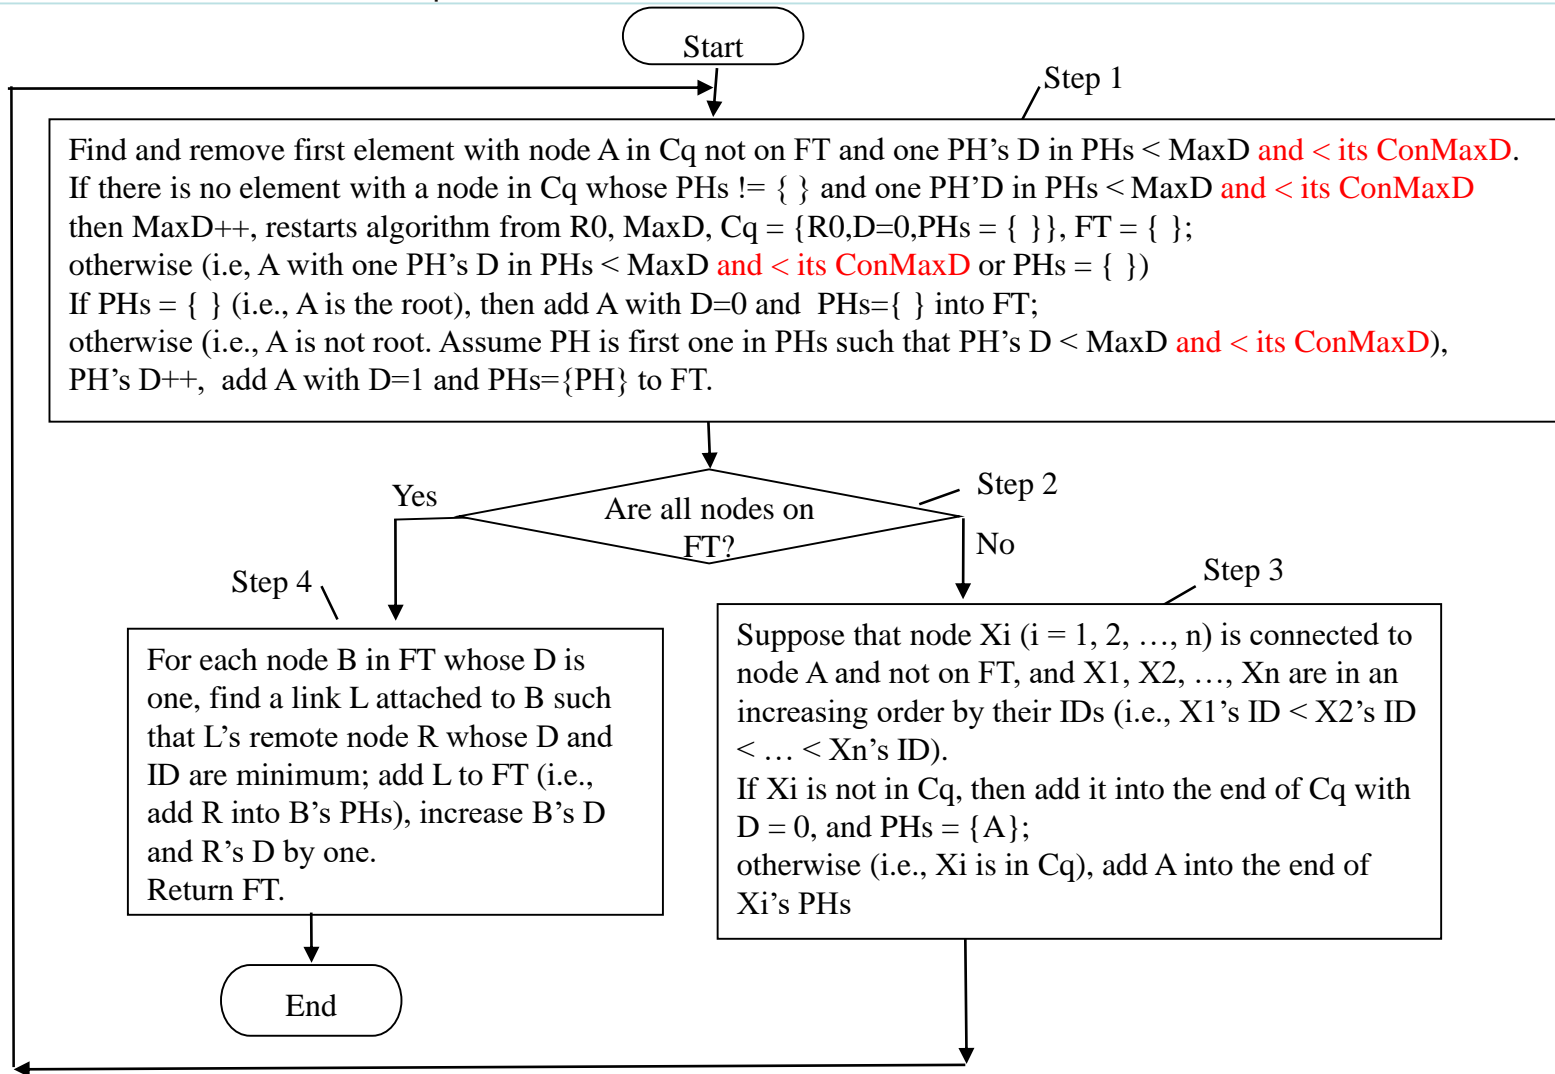 Start
Step 1
Find and remove first element with node A in Cq not on FT and one PH’s D in PHs < MaxD and < its ConMaxD.
If there is no element with a node in Cq whose PHs != { } and one PH’D in PHs < MaxD and < its ConMaxD
then MaxD++, restarts algorithm from R0, MaxD, Cq = {R0,D=0,PHs = { }}, FT = { };
otherwise (i.e, A with one PH’s D in PHs < MaxD and < its ConMaxD or PHs = { })
If PHs = { } (i.e., A is the root), then add A with D=0 and PHs={ } into FT;
otherwise (i.e., A is not root. Assume PH is first one in PHs such that PH’s D < MaxD and < its ConMaxD),
PH’s D++, add A with D=1 and PHs={PH} to FT.
Step 2
Yes
Are all nodes on
FT?
No
Step 4
Step 3
For each node B in FT whose D is
one, find a link L attached to B such
that L’s remote node R whose D and
ID are minimum; add L to FT (i.e.,
add R into B’s PHs), increase B’s D
and R’s D by one.
Return FT.
Suppose that node Xi (i = 1, 2, …, n) is connected to
node A and not on FT, and X1, X2, …, Xn are in an
increasing order by their IDs (i.e., X1’s ID < X2’s ID
< … < Xn’s ID).
If Xi is not in Cq, then add it into the end of Cq with
D = 0, and PHs = {A};
otherwise (i.e., Xi is in Cq), add A into the end of
Xi’s PHs
End